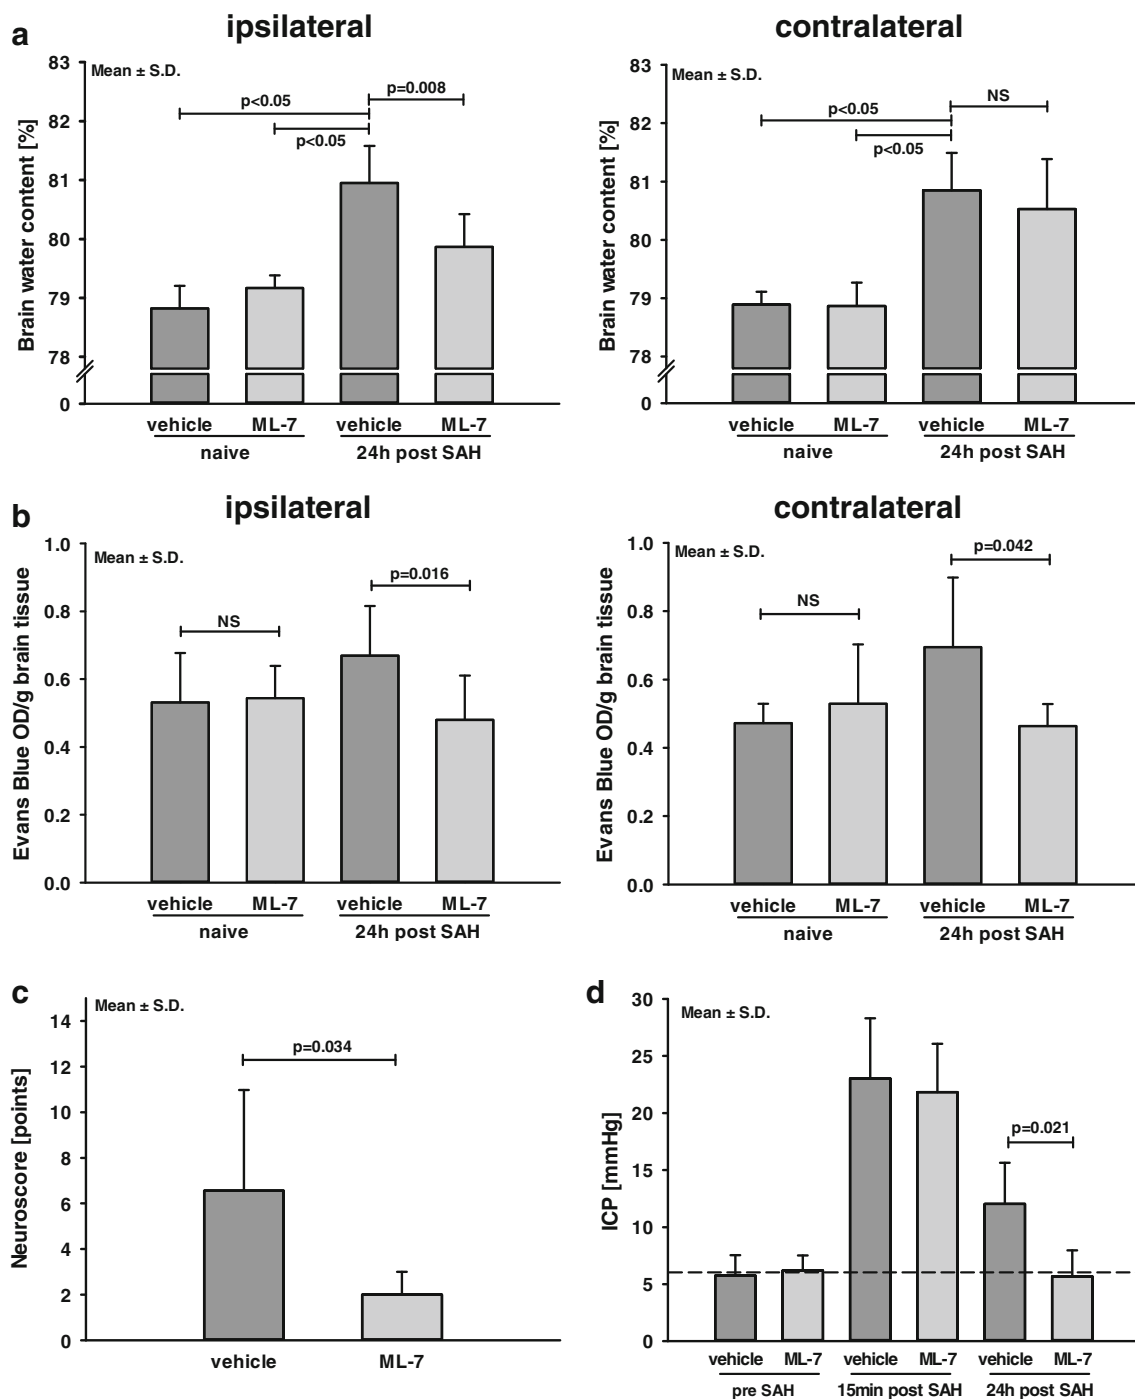 a
ipsilateral
contralateral
Mean ± S.D.
Brain water content [%]
83
82
81
80
79
78
0
p<0.05
p=0.008
p<0.05
vehicle ML-7 vehicle ML-7
naive 24h post SAH
Mean ± S.D.
Brain water content [%]
83
82
81
80
79
78
0
p<0.05
NS
p<0.05
vehicle ML-7 vehicle ML-7
naive 24h post SAH
b
ipsilateral
contralateral
Mean ± S.D.
Evans Blue OD/g brain tissue
1.0
0.8
0.6
0.4
0.2
0.0
NS
p=0.016
vehicle ML-7 vehicle ML-7
naive 24h post SAH
Mean ± S.D.
Evans Blue OD/g brain tissue
1.0
0.8
0.6
0.4
0.2
0.0
NS
p=0.042
vehicle ML-7 vehicle ML-7
naive 24h post SAH
c
Mean ± S.D.
Neuroscore [points]
14
12
10
8
6
4
2
0
p=0.034
vehicle ML-7
d
Mean ± S.D.
ICP [mmHg]
30
25
20
15
10
5
0
p=0.021
vehicle ML-7 vehicle ML-7 vehicle ML-7
pre SAH 15min post SAH 24h post SAH